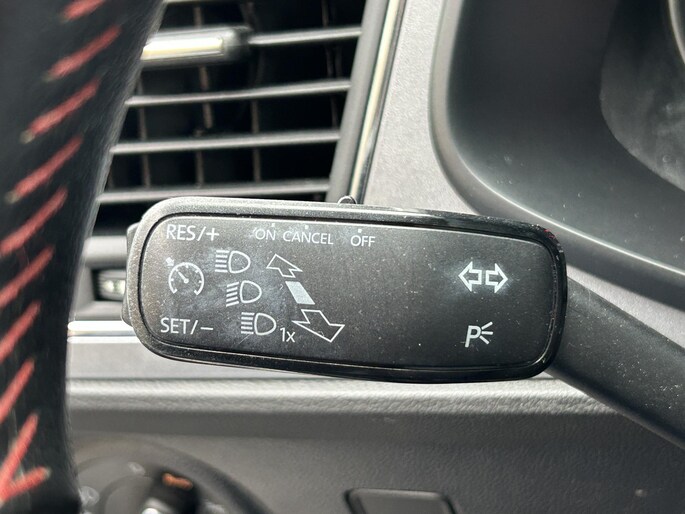 RES/+ ON CANCEL OFF
SET/−
1x
P